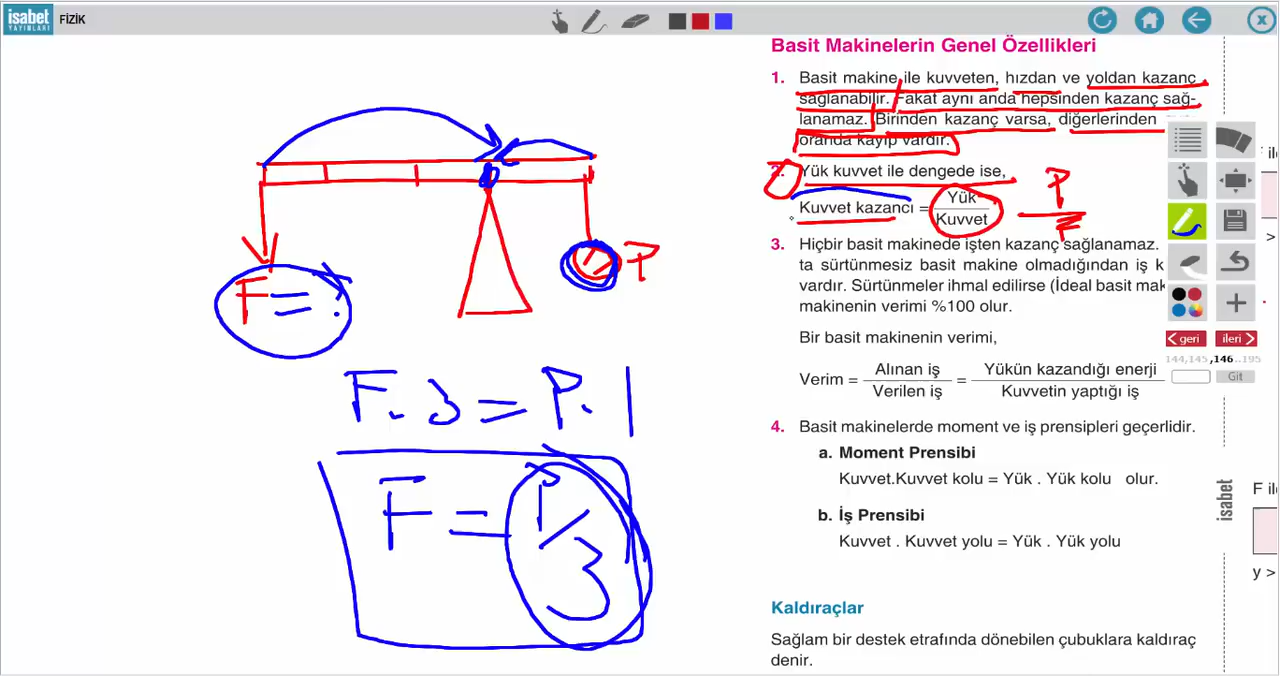 isabet
YAYINLARI
FİZİK
F = ?
P
F. 3 = P. 1
F = P/3
Basit Makinelerin Genel Özellikleri
1. Basit makine ile kuvveten, hızdan ve yoldan kazanç
sağlanabilir. Fakat aynı anda hepsinden kazanç sağ-
lanamaz. Birinden kazanç varsa, diğerlerinden
oranda kayıp vardır.
2. Yük kuvvet ile dengede ise,
Kuvvet kazancı = Yük
Kuvvet
P
F
3. Hiçbir basit makinede işten kazanç sağlanamaz.
ta sürtünmesiz basit makine olmadığından iş k
vardır. Sürtünmeler ihmal edilirse (İdeal basit mak
makinenin verimi %100 olur.
Bir basit makinenin verimi,
Verim = Alınan iş = Yükün kazandığı enerji
Verilen iş Kuvvetin yaptığı iş
4. Basit makinelerde moment ve iş prensipleri geçerlidir.
a. Moment Prensibi
Kuvvet.Kuvvet kolu = Yük . Yük kolu olur.
b. İş Prensibi
Kuvvet . Kuvvet yolu = Yük . Yük yolu
Kaldıraçlar
Sağlam bir destek etrafında dönebilen çubuklara kaldıraç
denir.
geri
ileri
144,145,146..195
Git
isabet
F il
y >